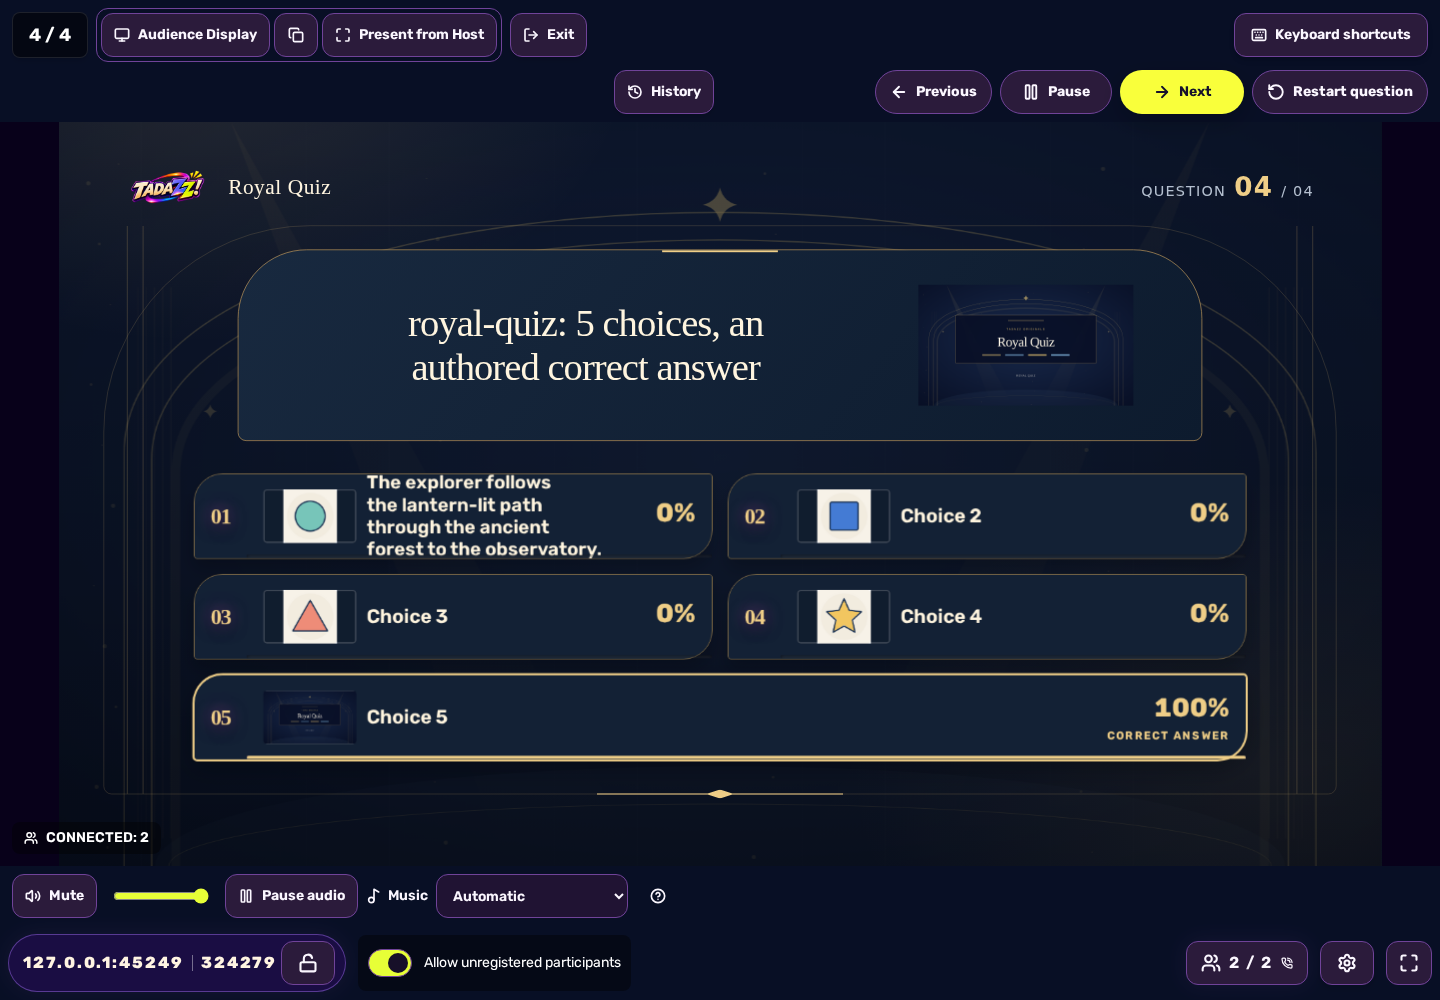 4 / 4
Audience Display
Present from Host
Exit
Keyboard shortcuts
History
Previous
Pause
Next
Restart question
TADAZZ!
Royal Quiz
QUESTION 04 / 04
royal-quiz: 5 choices, an
authored correct answer
Royal Quiz
01
The explorer follows
the lantern-lit path
through the ancient
forest to the observatory.
0%
02
Choice 2
0%
03
Choice 3
0%
04
Choice 4
0%
05
Royal Quiz
Choice 5
100%
CORRECT ANSWER
CONNECTED: 2
Mute
Pause audio
Music
Automatic
127.0.0.1:45249
324279
Allow unregistered participants
2 / 2